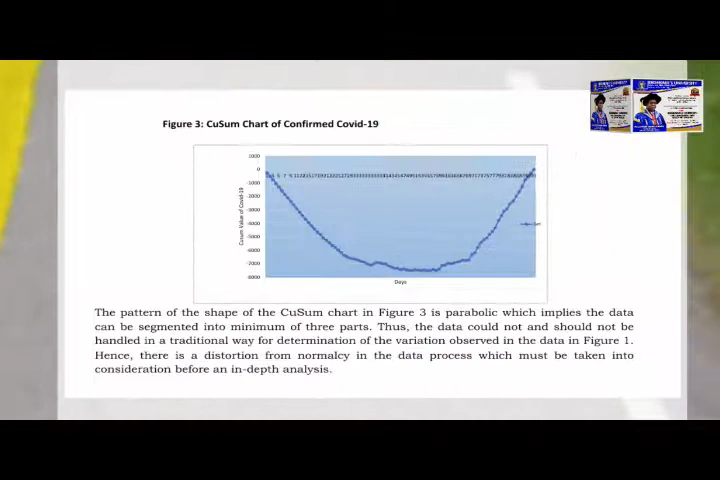 Figure 3: CuSum Chart of Confirmed Covid-19
1000
0
-1000
-2000
-3000
-4000
-5000
-6000
-7000
-8000
Cusum Value of Covid-19
Days
The pattern of the shape of the CuSum chart in Figure 3 is parabolic which implies the data
can be segmented into minimum of three parts. Thus, the data could not and should not be
handled in a traditional way for determination of the variation observed in the data in Figure 1.
Hence, there is a distortion from normalcy in the data process which must be taken into
consideration before an in-depth analysis.